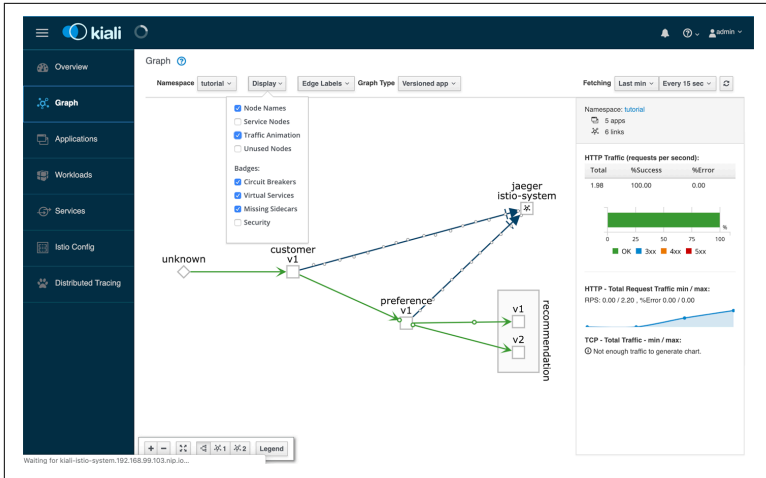 kiali
admin
Overview
Graph
Applications
Workloads
Services
Istio Config
Distributed Tracing
Graph
Namespace tutorial Display Edge Labels Graph Type Versioned app Fetching Last min Every 15 sec
Node Names
Service Nodes
Traffic Animation
Unused Nodes
Badges:
Circuit Breakers
Virtual Services
Missing Sidecars
Security
unknown
customer
v1
preference
v1
jaeger
istio-system
v1
v2
recommendation
Namespace: tutorial
5 apps
6 links
HTTP Traffic (requests per second):
Total %Success %Error
1.98 100.00 0.00
%
0 25 50 75 100
OK 3xx 4xx 5xx
HTTP - Total Request Traffic min / max:
RPS: 0.00 / 2.20 , %Error 0.00 / 0.00
TCP - Total Traffic - min / max:
Not enough traffic to generate chart.
+ - 1 2 Legend
Waiting for kiali-istio-system.192.168.99.103.nip.io...